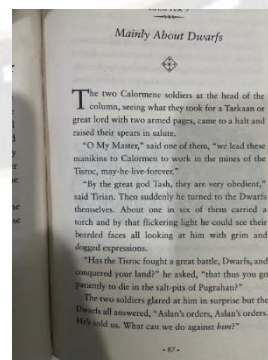 Mainly About Dwarfs
The two Calormene soldiers at the head of the
column, seeing what they took for a Tarkaan or
great lord with two armed pages, came to a halt and
raised their spears in salute.
"O My Master," said one of them, "we lead these
manikins to Calormen to work in the mines of the
Tisroc, may-he-live-forever."
"By the great god Tash, they are very obedient,"
said Tirian. Then suddenly he turned to the Dwarfs
themselves. About one in six of them carried a
torch and by that flickering light he could see their
bearded faces all looking at him with grim and
dogged expressions.
"Has the Tisroc fought a great battle, Dwarfs, and
conquered your land?" he asked, "that thus you go
patiently to die in the salt-pits of Pugrahan?"
The two soldiers glared at him in surprise but the
Dwarfs all answered, "Aslan's orders, Aslan's orders.
He's sold us. What can we do against him?"
- 87 -